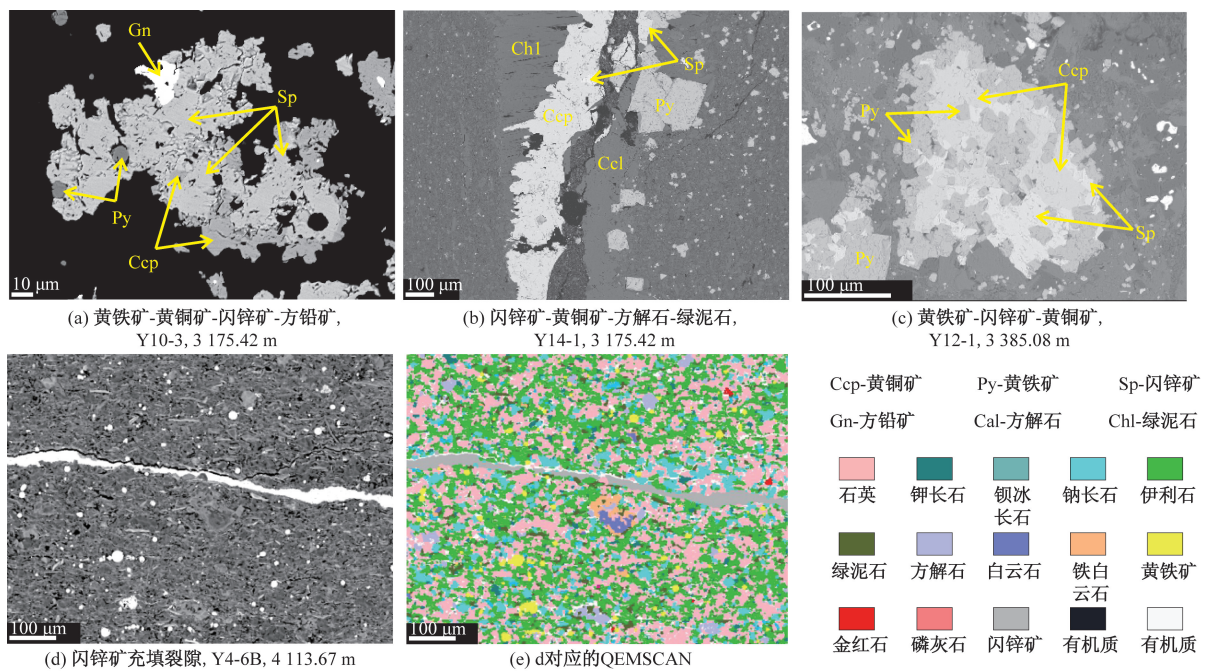 Gn
Sp
Py
Ccp
10 μm
Ch1
Sp
Ccp
Py
Ccl
100 μm
Ccp
Py
Sp
Py
100 μm
(a) 黄铁矿-黄铜矿-闪锌矿-方铅矿,
Y10-3, 3 175.42 m
(b) 闪锌矿-黄铜矿-方解石-绿泥石,
Y14-1, 3 175.42 m
(c) 黄铁矿-闪锌矿-黄铜矿,
Y12-1, 3 385.08 m
100 μm
(d) 闪锌矿充填裂隙, Y4-6B, 4 113.67 m
100 μm
(e) d对应的QEMSCAN
Ccp-黄铜矿 Py-黄铁矿 Sp-闪锌矿
Gn-方铅矿 Cal-方解石 Chl-绿泥石
石英 钾长石 钡冰 钠长石 伊利石
长石
绿泥石 方解石 白云石 铁白 黄铁矿
云石
金红石 磷灰石 闪锌矿 有机质 有机质